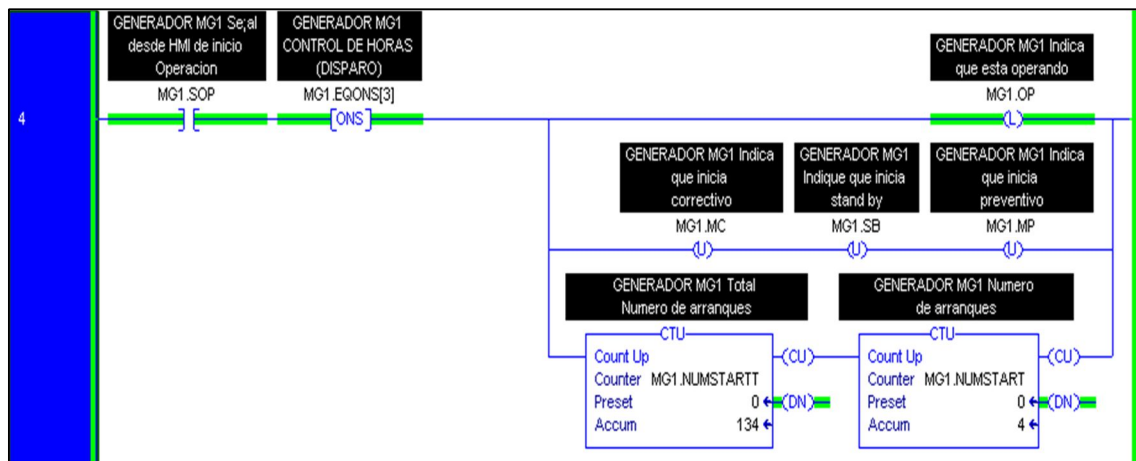 GENERADOR MG1 Se;al
desde HMI de inicio
Operacion
MG1.SOP
GENERADOR MG1
CONTROL DE HORAS
(DISPARO)
MG1.EQONS[3]
GENERADOR MG1 Indica
que esta operando
MG1.OP
4
ONS
L
GENERADOR MG1 Indica
que inicia
correctivo
MG1.MC
GENERADOR MG1
Indique que inicia
stand by
MG1.SB
GENERADOR MG1 Indica
que inicia
preventivo
MG1.MP
U
U
U
GENERADOR MG1 Total
Numero de arranques
CTU
Count Up
Counter MG1.NUMSTARTT
Preset 0
Accum 134
(CU)
(DN)
GENERADOR MG1 Numero
de arranques
CTU
Count Up
Counter MG1.NUMSTART
Preset 0
Accum 4
(CU)
(DN)